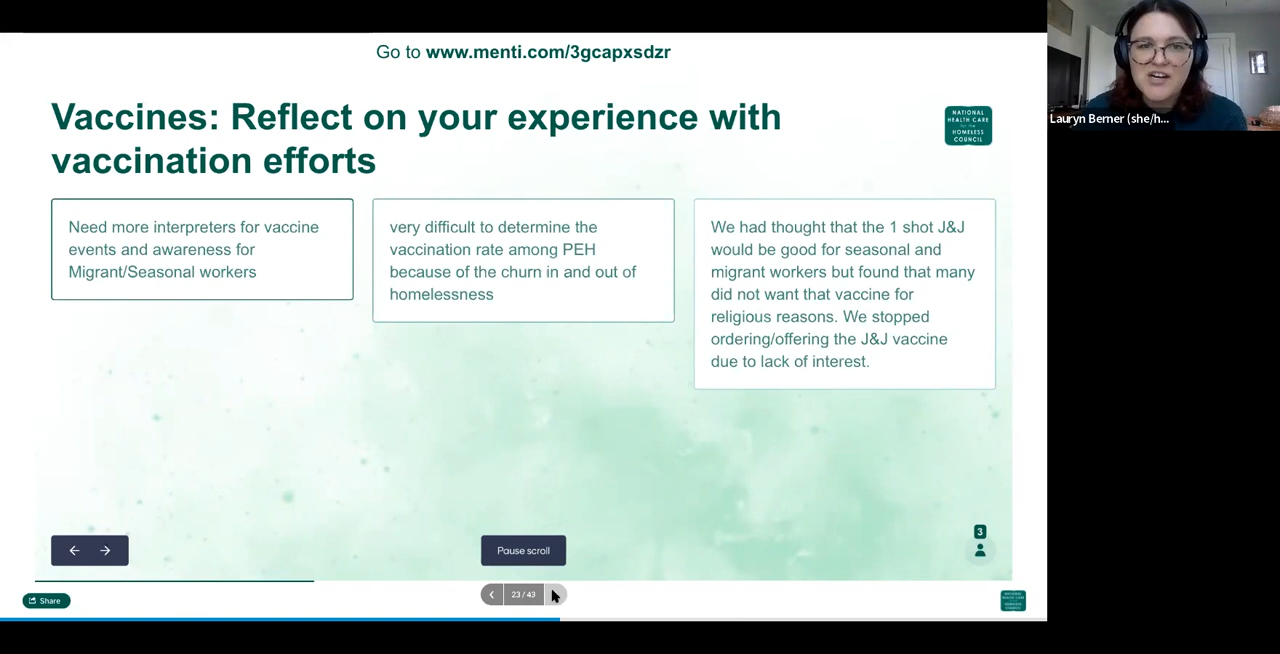 Go to www.menti.com/3gcapxsdzr
Vaccines: Reflect on your experience with
vaccination efforts
NATIONAL
HEALTH CARE
for the
HOMELESS
COUNCIL
Lauryn Berner (she/h...
Need more interpreters for vaccine
events and awareness for
Migrant/Seasonal workers
very difficult to determine the
vaccination rate among PEH
because of the churn in and out of
homelessness
We had thought that the 1 shot J&J
would be good for seasonal and
migrant workers but found that many
did not want that vaccine for
religious reasons. We stopped
ordering/offering the J&J vaccine
due to lack of interest.
3
Pause scroll
Share
23 / 43